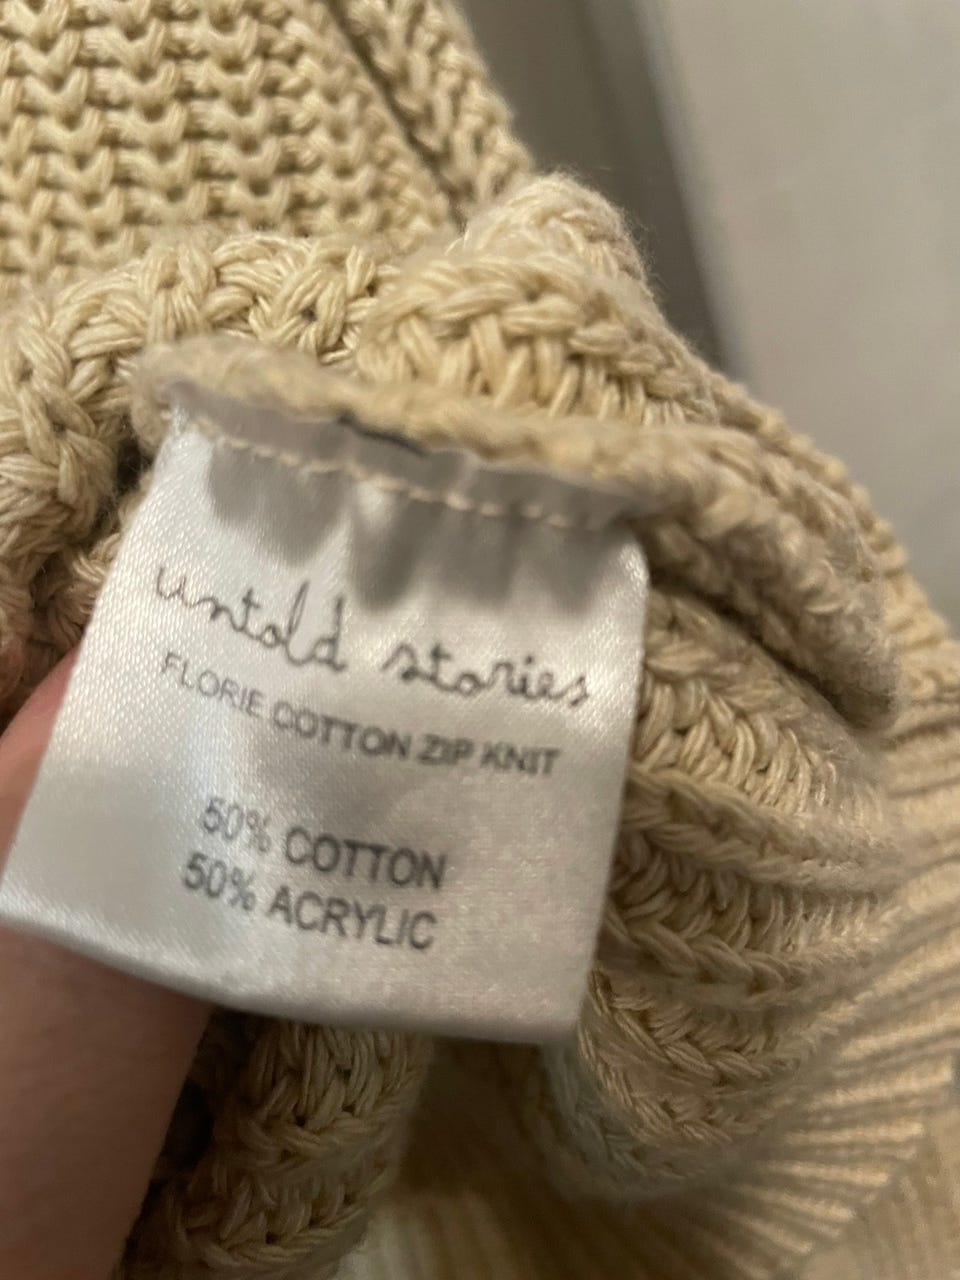 untold stories
FLORIE COTTON ZIP KNIT
50% COTTON
50% ACRYLIC